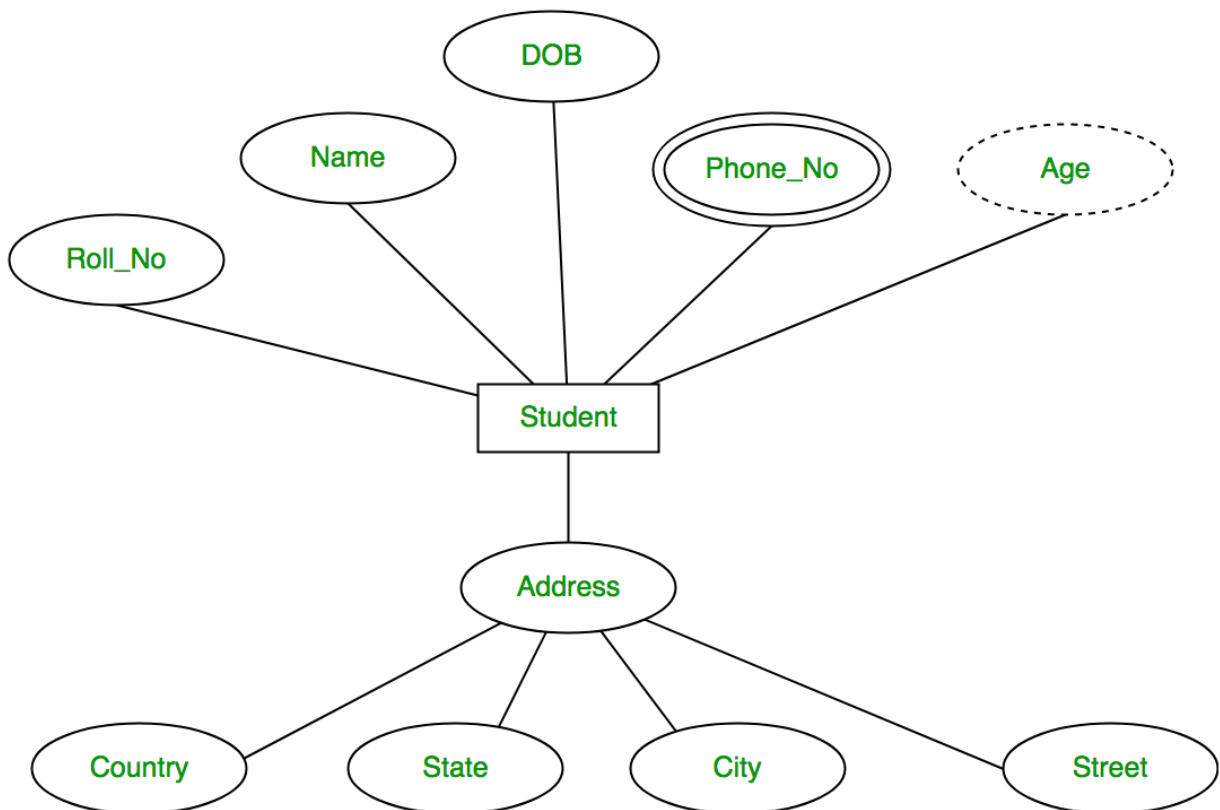 DOB
Name
Phone_No
Age
Roll_No
Student
Address
Country
State
City
Street